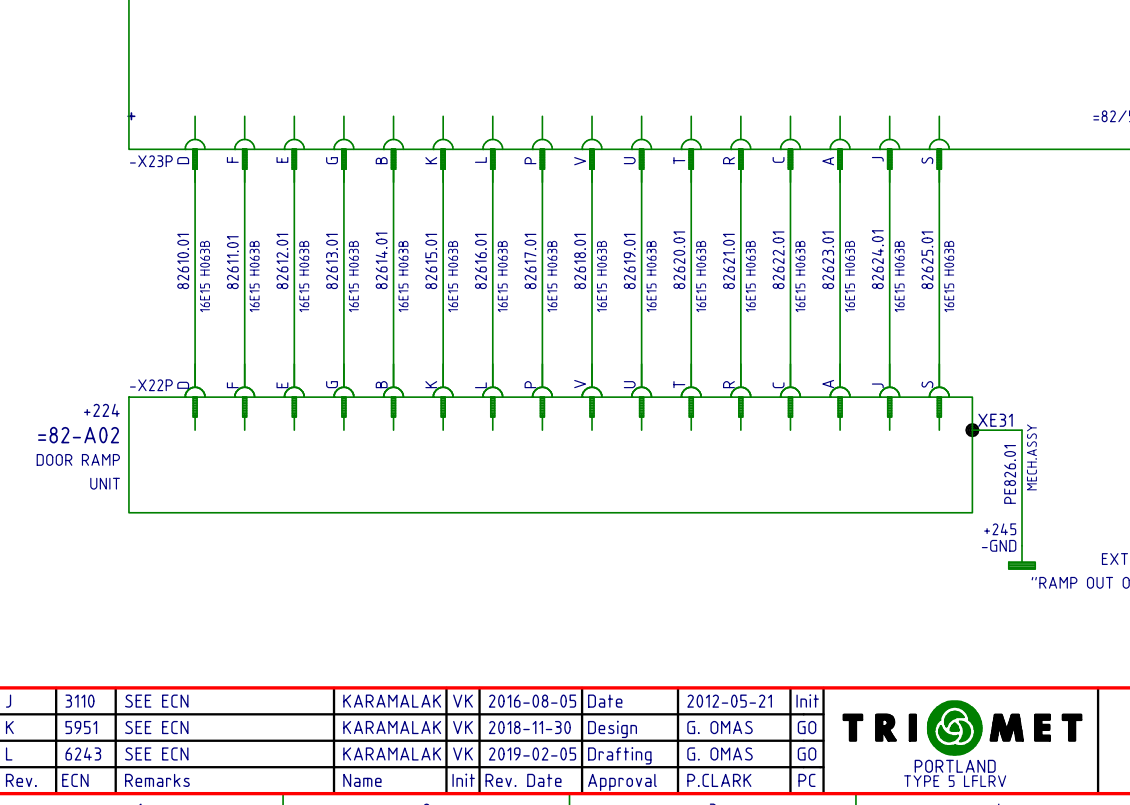 =82/
-X23P D F E G B K L P V U T R C A J S
82610.01 82611.01 82612.01 82613.01 82614.01 82615.01 82616.01 82617.01 82618.01 82619.01 82620.01 82621.01 82622.01 82623.01 82624.01 82625.01
16E15 H063B 16E15 H063B 16E15 H063B 16E15 H063B 16E15 H063B 16E15 H063B 16E15 H063B 16E15 H063B 16E15 H063B 16E15 H063B 16E15 H063B 16E15 H063B 16E15 H063B 16E15 H063B 16E15 H063B 16E15 H063B
-X22P D F E G B K L P V U T R C A J S
+224
=82-A02
DOOR RAMP
UNIT
XE31
PE826.01
MECH.ASSY
+245
-GND
EXT
"RAMP OUT O
J 3110 SEE ECN KARAMALAK VK 2016-08-05 Date 2012-05-21 Init
K 5951 SEE ECN KARAMALAK VK 2018-11-30 Design G. OMAS GO
L 6243 SEE ECN KARAMALAK VK 2019-02-05 Drafting G. OMAS GO
Rev. ECN Remarks Name Init Rev. Date Approval P.CLARK PC
TRI MET
PORTLAND
TYPE 5 LFLRV